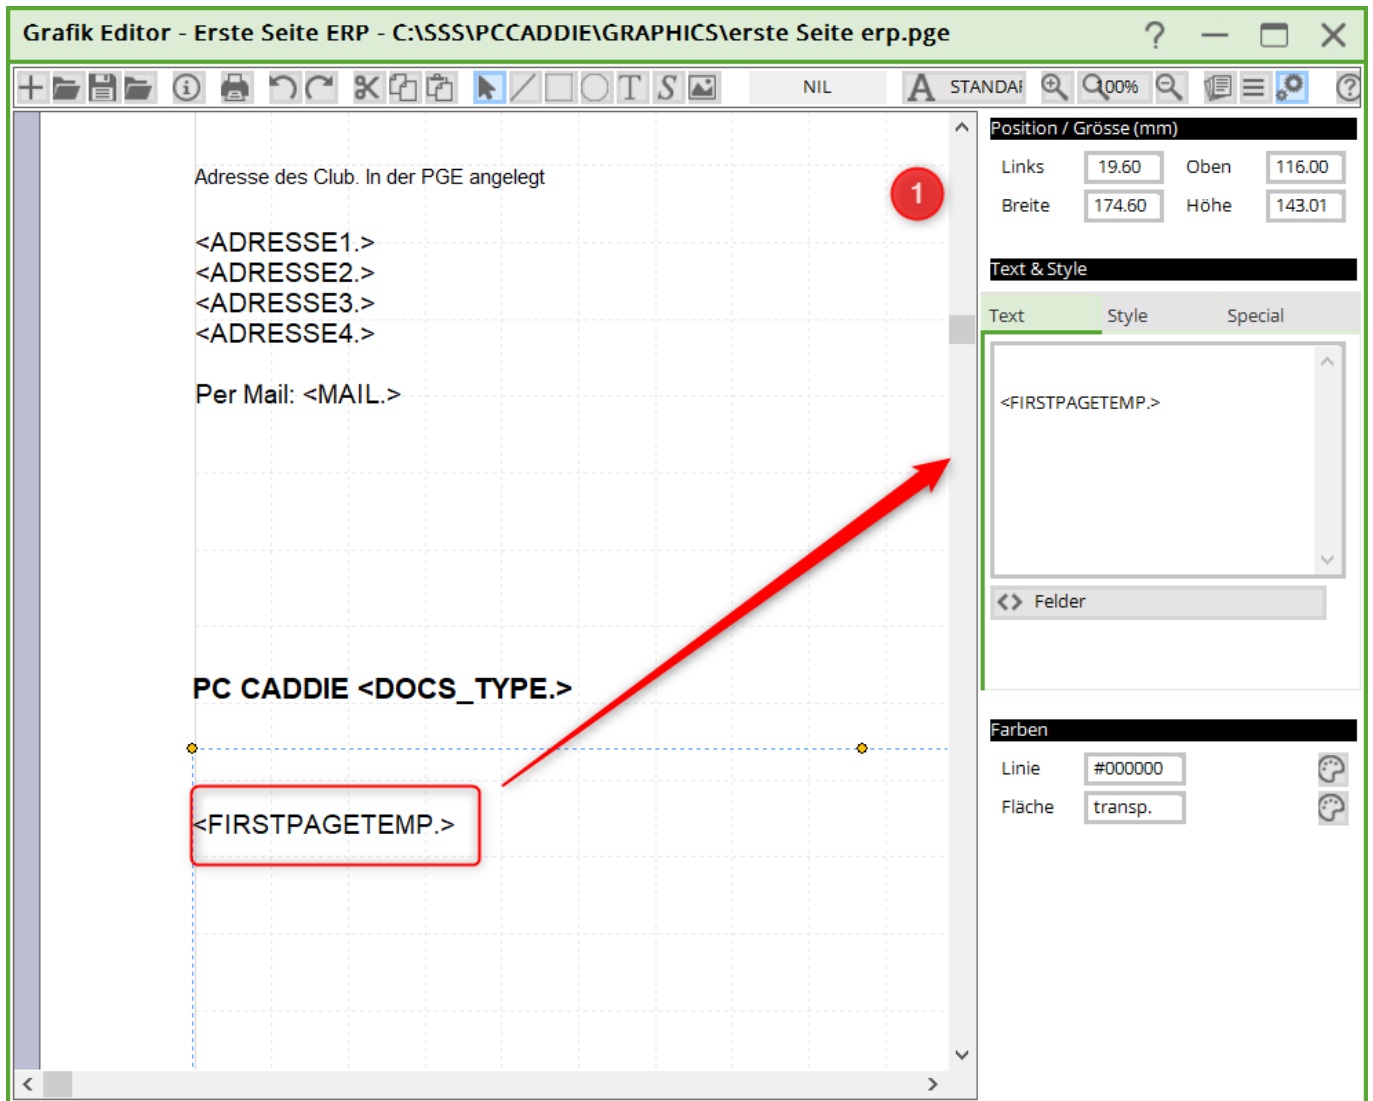 Grafik Editor - Erste Seite ERP - C:\SSS\PCCADDIE\GRAPHICS\erste Seite erp.pge
NIL
STANDAR
100%
Adresse des Club. In der PGE angelegt
1
<ADRESSE1.>
<ADRESSE2.>
<ADRESSE3.>
<ADRESSE4.>
Per Mail: <MAIL.>
PC CADDIE <DOCS_TYPE.>
<FIRSTPAGETEMP.>
Position / Grösse (mm)
Links 19.60 Oben 116.00
Breite 174.60 Höhe 143.01
Text & Style
Text Style Special
<FIRSTPAGETEMP.>
<> Felder
Farben
Linie #000000
Fläche transp.